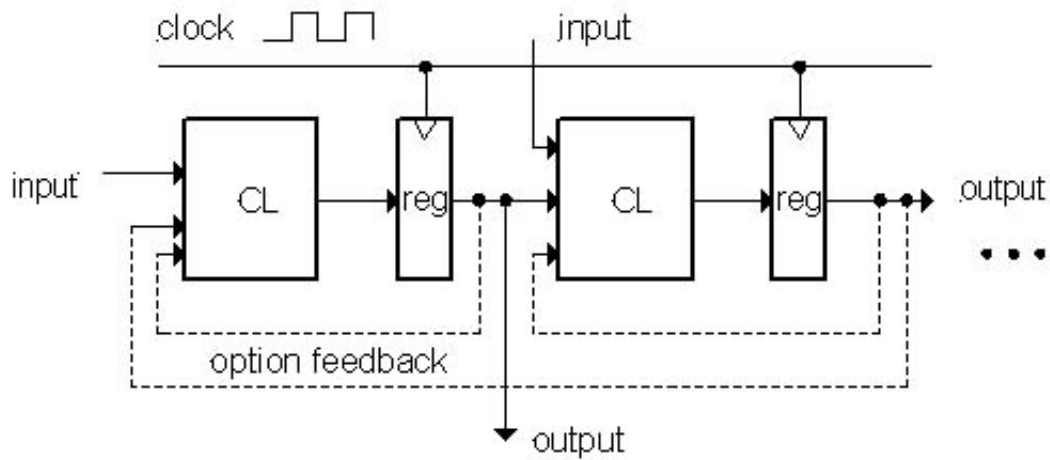 clock
input
input
CL
reg
CL
reg
output
option feedback
output